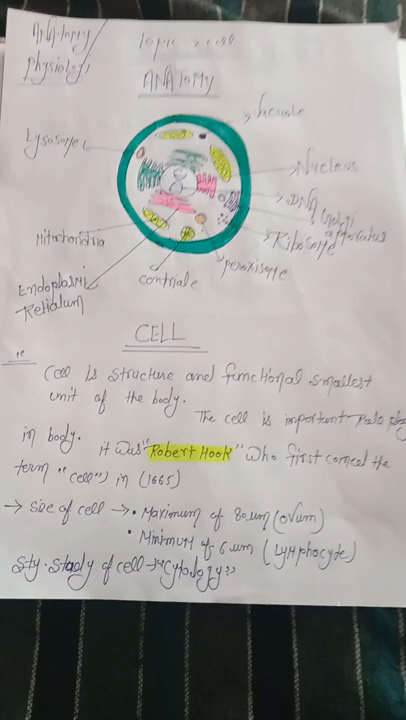 ANATOMY
Physiology
Topic → cell
ANATOMY
Vacuole
Lysosome
Nucleus
DNA
Golgi
apparatus
Ribosome
Mitochondria
peroxisome
centriole
Endoplasmi
Retialum
CELL
Cell is structure and functional smallest
unit of the body.
The cell is important Role play
in body. it was "Robert Hook" who first coined the
term "cell") in (1665)
→ Size of cell → • Maximum of 80 um (ovum)
• Minimum of 6 um (Lymphocyte)
Sty. Study of cell → "Cytology"